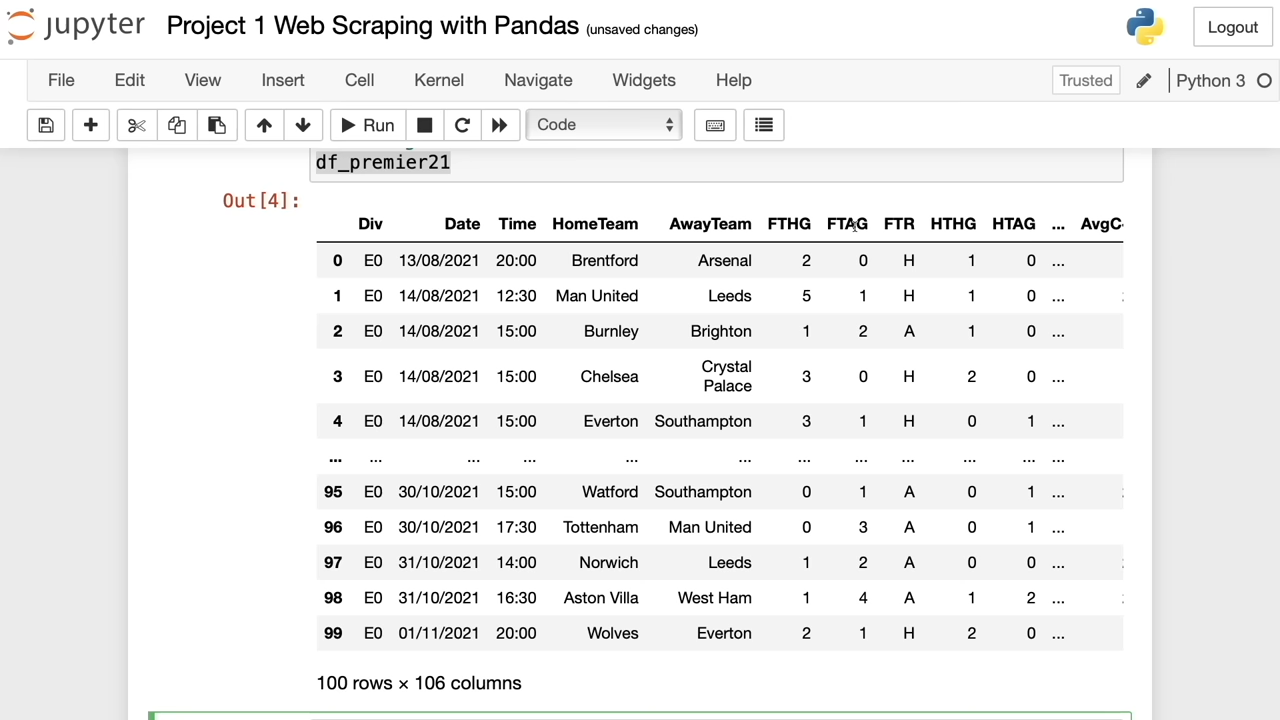 jupyter Project 1 Web Scraping with Pandas (unsaved changes) Logout
File Edit View Insert Cell Kernel Navigate Widgets Help Trusted Python 3
Run Code
df_premier21
Out[4]:
Div Date Time HomeTeam AwayTeam FTHG FTAG FTR HTHG HTAG ... AvgC
0 E0 13/08/2021 20:00 Brentford Arsenal 2 0 H 1 0 ...
1 E0 14/08/2021 12:30 Man United Leeds 5 1 H 1 0 ...
2 E0 14/08/2021 15:00 Burnley Brighton 1 2 A 1 0 ...
3 E0 14/08/2021 15:00 Chelsea Crystal Palace 3 0 H 2 0 ...
4 E0 14/08/2021 15:00 Everton Southampton 3 1 H 0 1 ...
... ... ... ... ... ... ... ... ... ... ... ...
95 E0 30/10/2021 15:00 Watford Southampton 0 1 A 0 1 ...
96 E0 30/10/2021 17:30 Tottenham Man United 0 3 A 0 1 ...
97 E0 31/10/2021 14:00 Norwich Leeds 1 2 A 0 0 ...
98 E0 31/10/2021 16:30 Aston Villa West Ham 1 4 A 1 2 ...
99 E0 01/11/2021 20:00 Wolves Everton 2 1 H 2 0 ...
100 rows × 106 columns